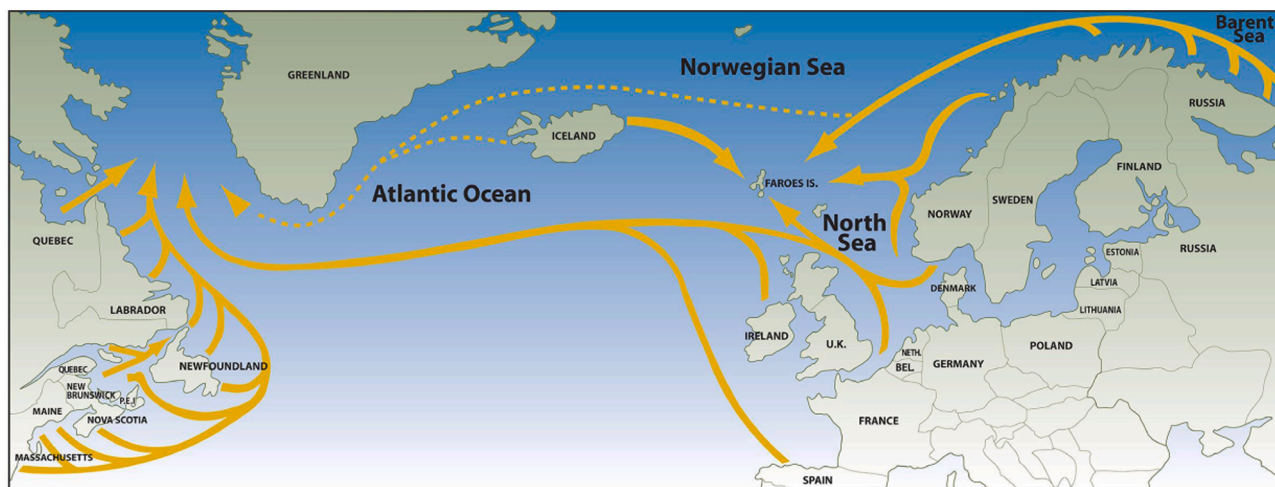 Barent
Sea
Norwegian Sea
GREENLAND
RUSSIA
ICELAND
FINLAND
FAROES IS.
Atlantic Ocean
SWEDEN
NORWAY
North
Sea
QUEBEC
RUSSIA
ESTONIA
LATVIA
DENMARK
LABRADOR
LITHUANIA
IRELAND
U.K.
POLAND
NETH.
GERMANY
BEL.
NEWFOUNDLAND
QUEBEC
NEW
BRUNSWICK
P.E.I
MAINE
NOVA SCOTIA
FRANCE
MASSACHUSETTS
SPAIN